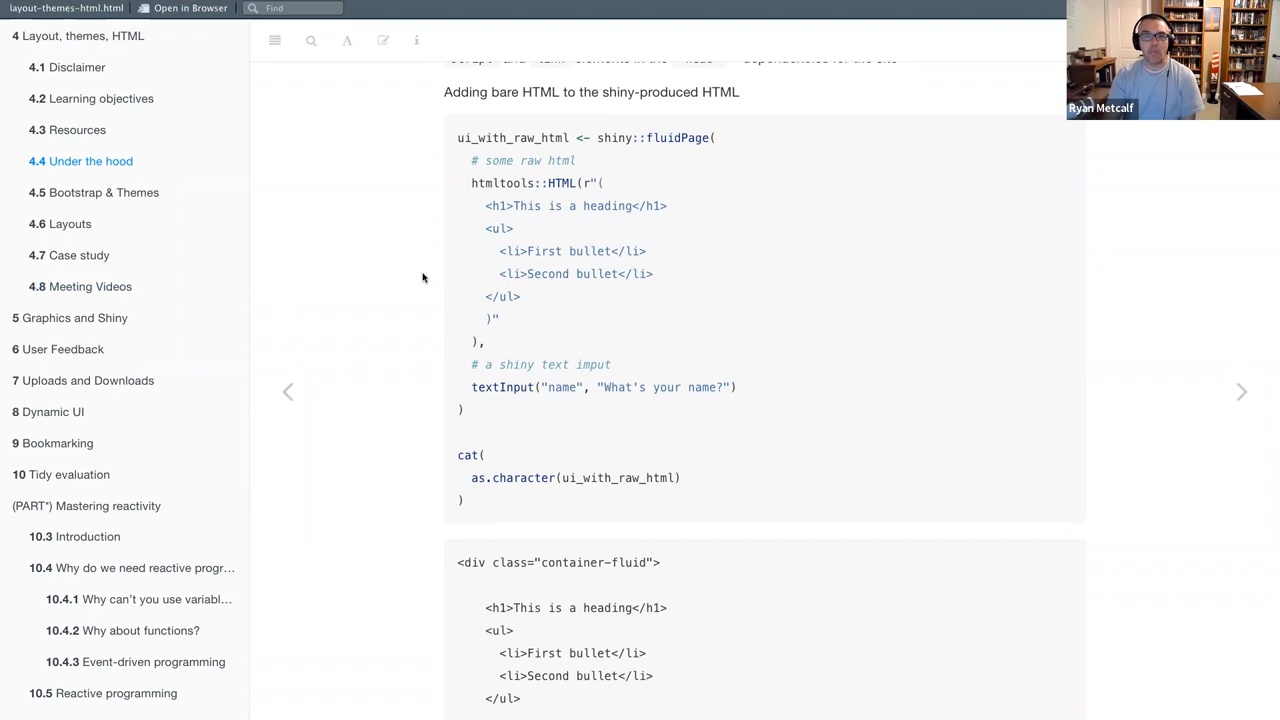 layout-themes-html.html
Open in Browser
Find
4 Layout, themes, HTML
4.1 Disclaimer
4.2 Learning objectives
4.3 Resources
4.4 Under the hood
4.5 Bootstrap & Themes
4.6 Layouts
4.7 Case study
4.8 Meeting Videos
5 Graphics and Shiny
6 User Feedback
7 Uploads and Downloads
8 Dynamic UI
9 Bookmarking
10 Tidy evaluation
(PART*) Mastering reactivity
10.3 Introduction
10.4 Why do we need reactive progr…
10.4.1 Why can't you use variabl…
10.4.2 Why about functions?
10.4.3 Event-driven programming
10.5 Reactive programming
Adding bare HTML to the shiny-produced HTML
ui_with_raw_html <- shiny::fluidPage(
# some raw html
htmltools::HTML(r"(
<h1>This is a heading</h1>
<ul>
<li>First bullet</li>
<li>Second bullet</li>
</ul>
)"
),
# a shiny text imput
textInput("name", "What's your name?")
)
cat(
as.character(ui_with_raw_html)
)
<div class="container-fluid">
<h1>This is a heading</h1>
<ul>
<li>First bullet</li>
<li>Second bullet</li>
</ul>
Ryan Metcalf